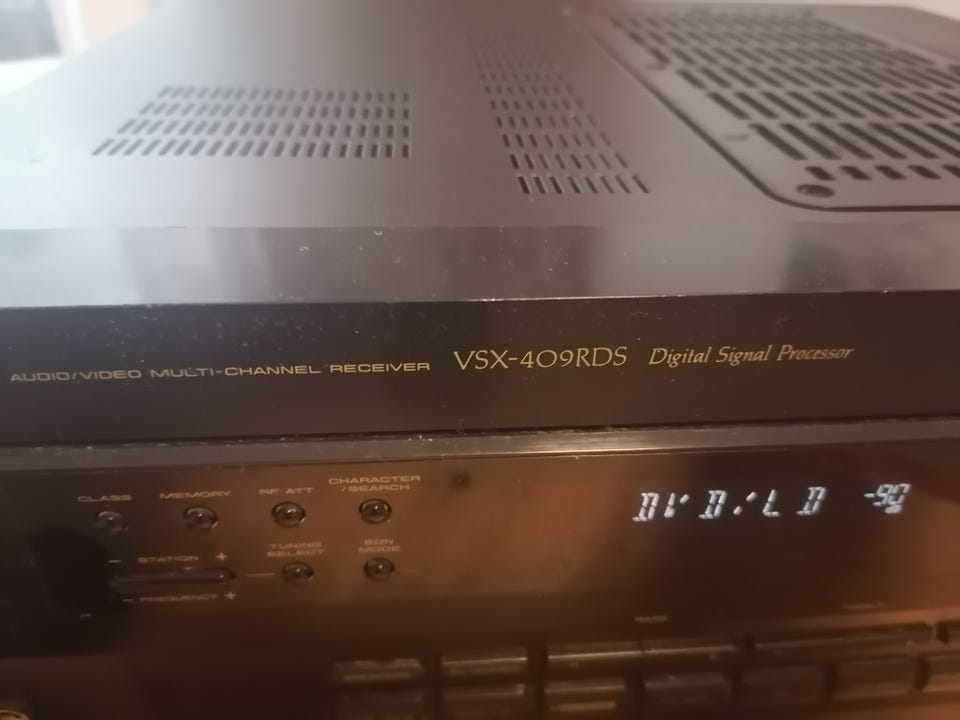 AUDIO/VIDEO MULTI-CHANNEL RECEIVER VSX-409RDS Digital Signal Processor
CHARACTER
/SEARCH
CLASS MEMORY RF ATT
DVD/LD
TUNING
SELECT
EON
MODE
- STATION +
- FREQUENCY +